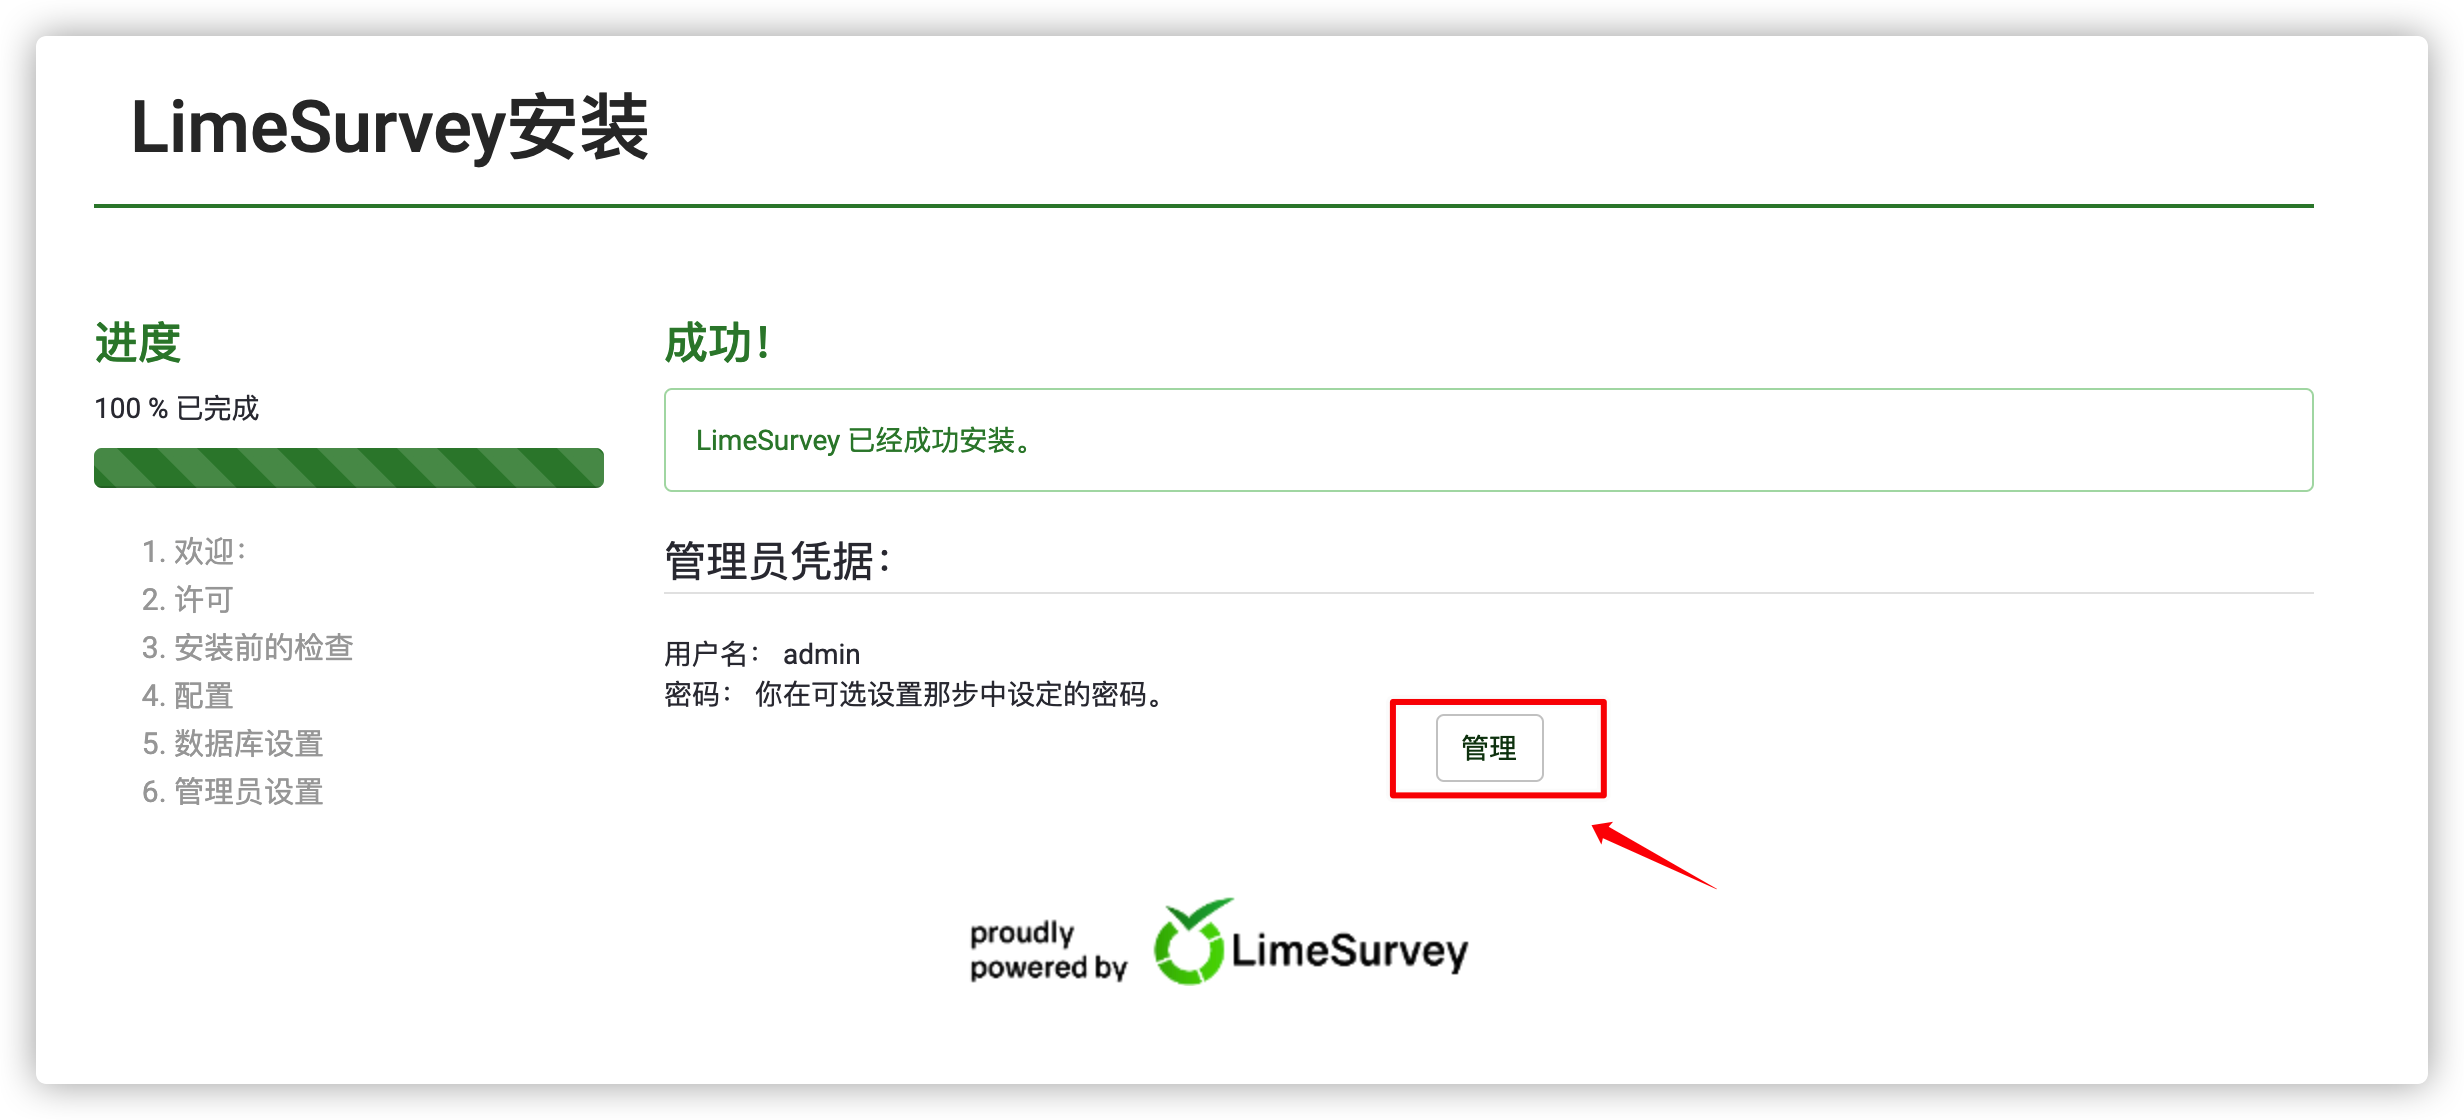 LimeSurvey安装
进度
100 % 已完成
1. 欢迎：
2. 许可
3. 安装前的检查
4. 配置
5. 数据库设置
6. 管理员设置
成功！
LimeSurvey 已经成功安装。
管理员凭据：
用户名： admin
密码： 你在可选设置那步中设定的密码。
管理
proudly
powered by
LimeSurvey